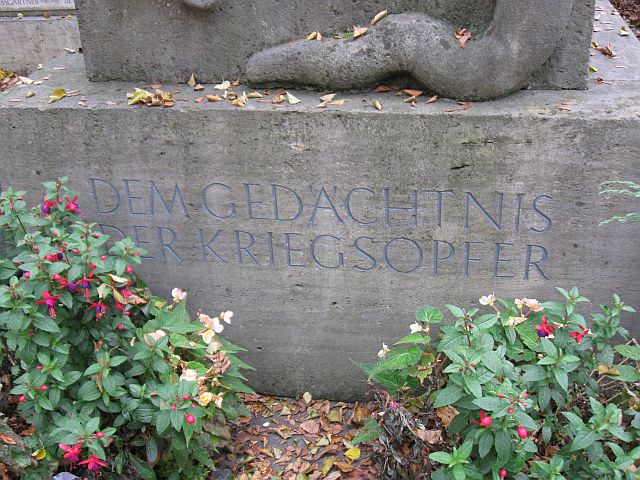 DEM GEDÄCHTNIS
DER KRIEGSOPFER